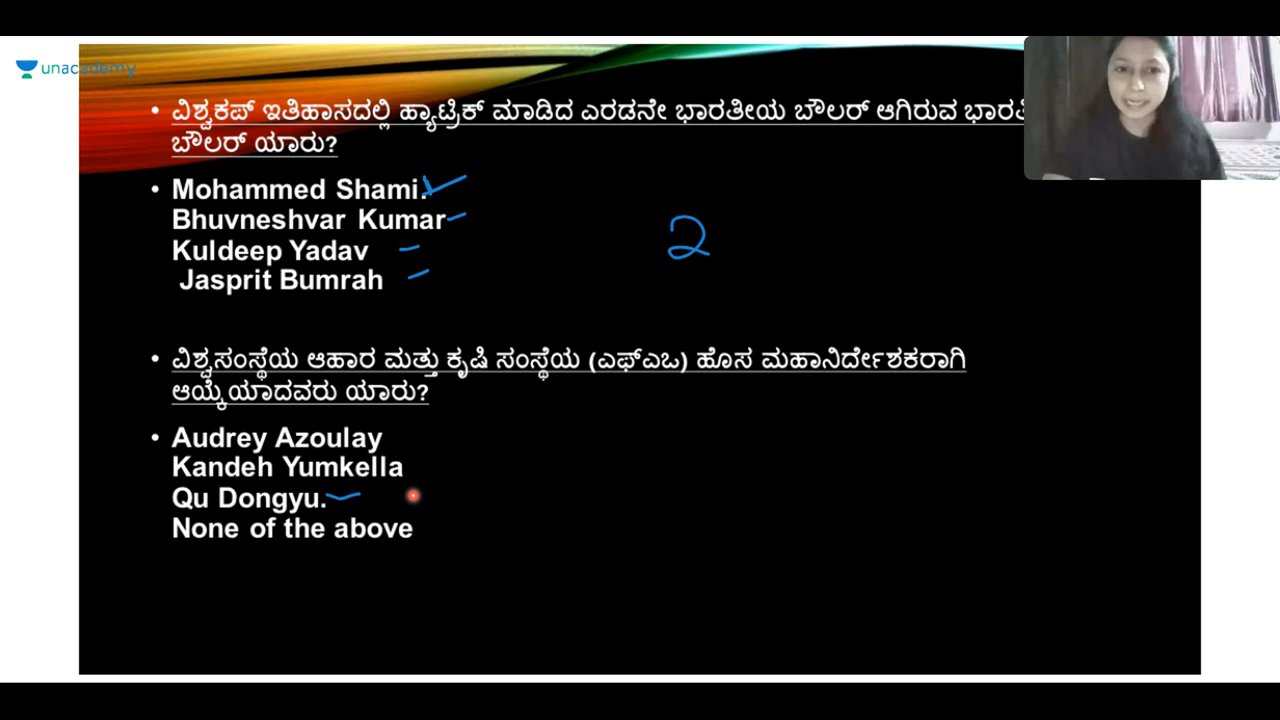 unacademy
• ವಿಶ್ವಕಪ್ ಇತಿಹಾಸದಲ್ಲಿ ಹ್ಯಾಟ್ರಿಕ್ ಮಾಡಿದ ಎರಡನೇ ಭಾರತೀಯ ಬೌಲರ್ ಆಗಿರುವ
ಬೌಲರ್ ಯಾರು?
• Mohammed Shami.
Bhuvneshvar Kumar
2
Kuldeep Yadav
Jasprit Bumrah
• ವಿಶ್ವಸಂಸ್ಥೆಯ ಆಹಾರ ಮತ್ತು ಕೃಷಿ ಸಂಸ್ಥೆಯ (ಎಫ್ಎಒ) ಹೊಸ ಮಹಾನಿರ್ದೇಶಕರಾಗಿ
ಆಯ್ಕೆಯಾದವರು ಯಾರು?
• Audrey Azoulay
Kandeh Yumkella
Qu Dongyu.
None of the above